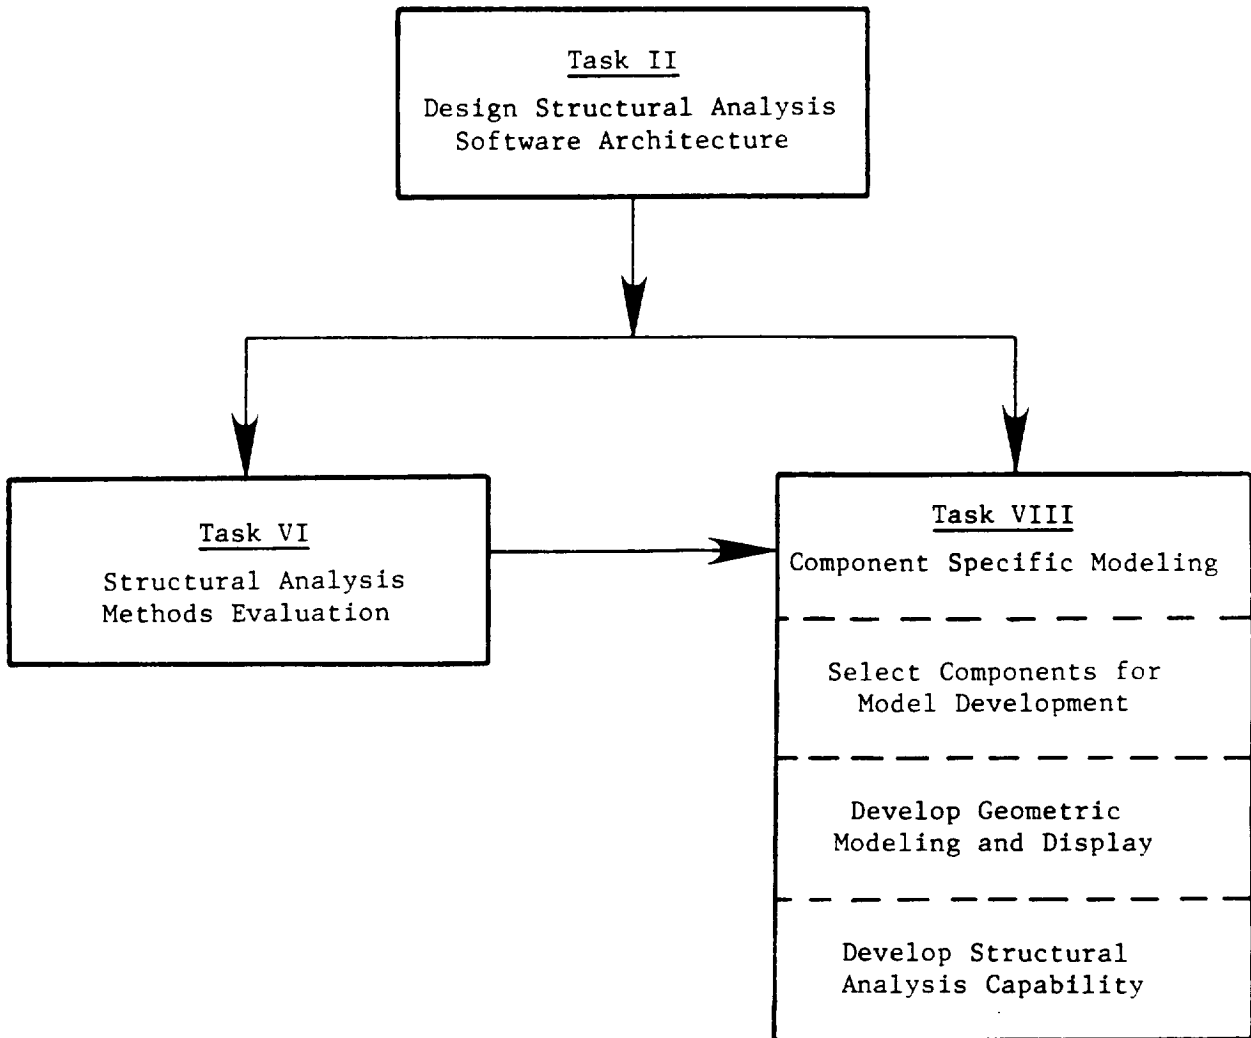 Task II
Design Structural Analysis
Software Architecture
Task VI
Structural Analysis
Methods Evaluation
Task VIII
Component Specific Modeling
Select Components for
Model Development
Develop Geometric
Modeling and Display
Develop Structural
Analysis Capability